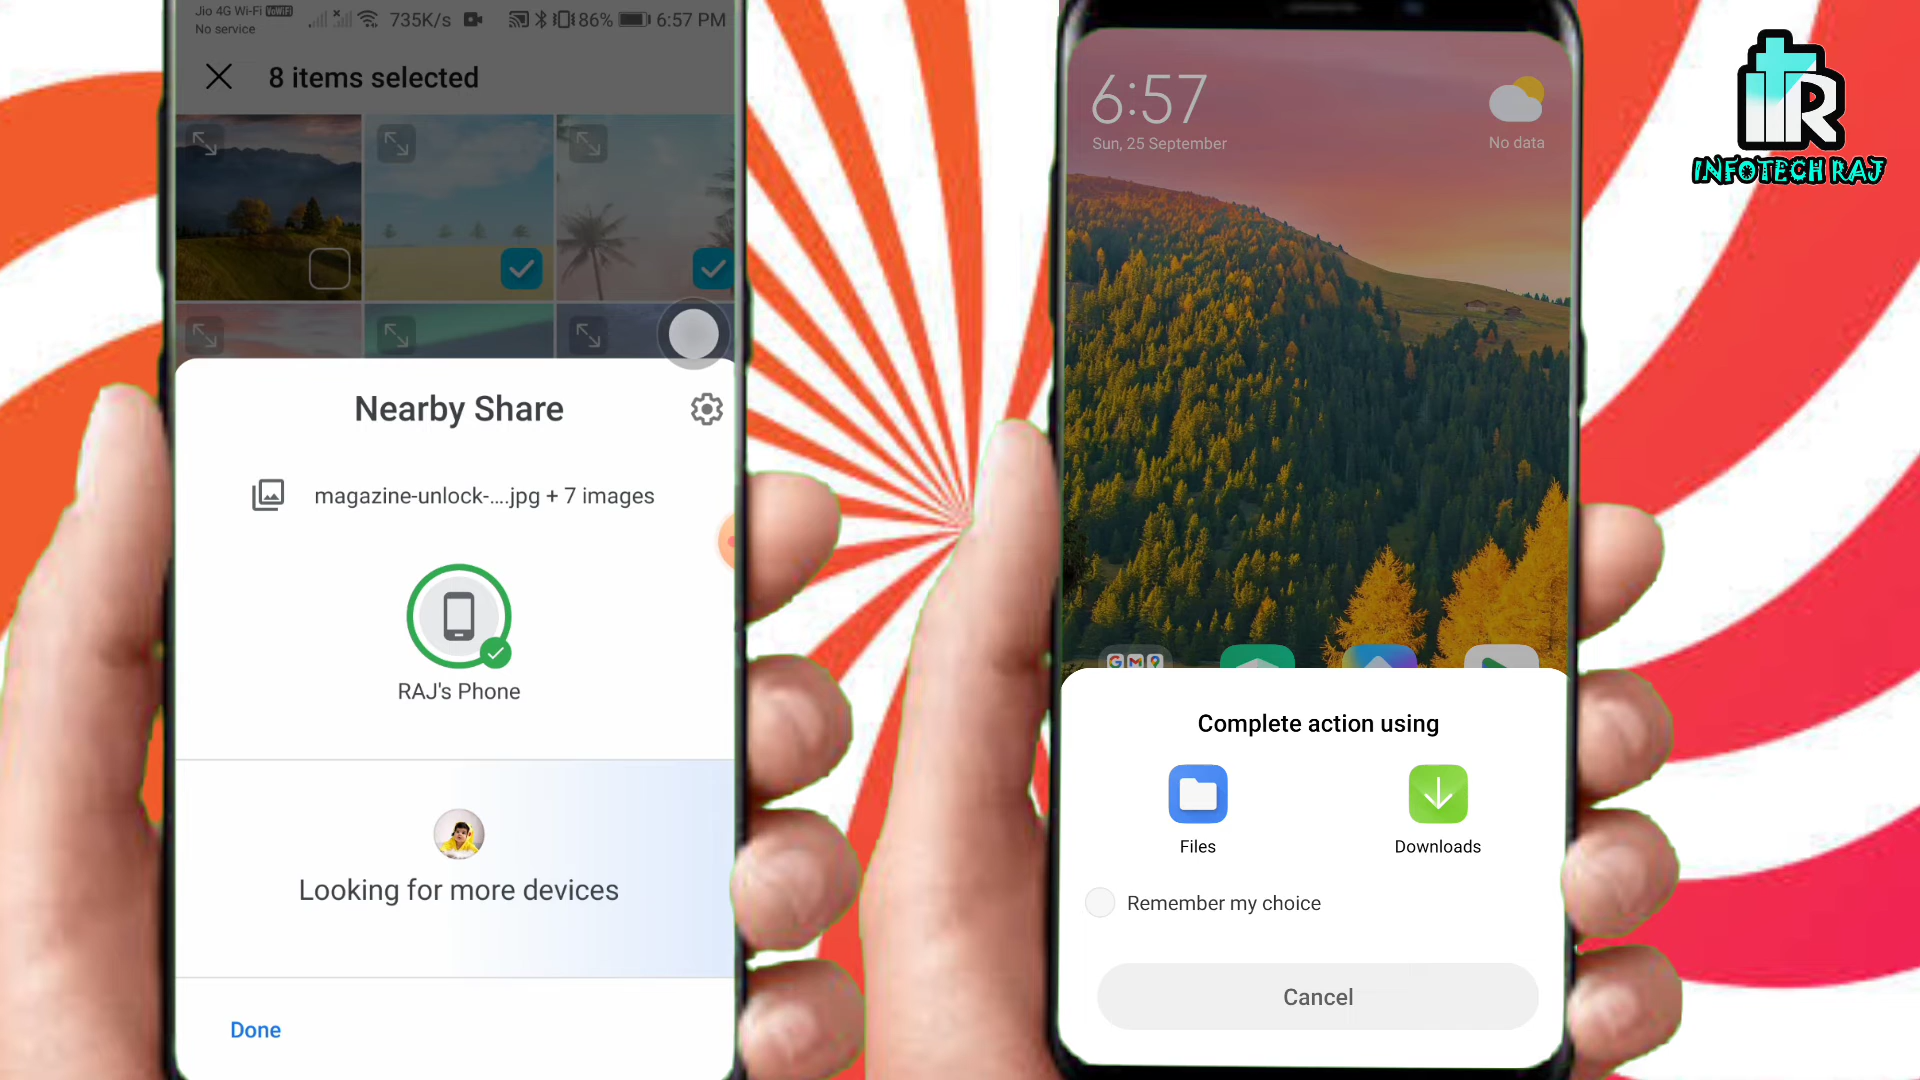 Jio 4G Wi-Fi VoWiFi
No service
735K/s
86%
6:57 PM
8 items selected
Nearby Share
magazine-unlock-....jpg + 7 images
RAJ's Phone
Looking for more devices
Done
6:57
Sun, 25 September
No data
Complete action using
Files
Downloads
Remember my choice
Cancel
iTR
INFOTECH RAJ